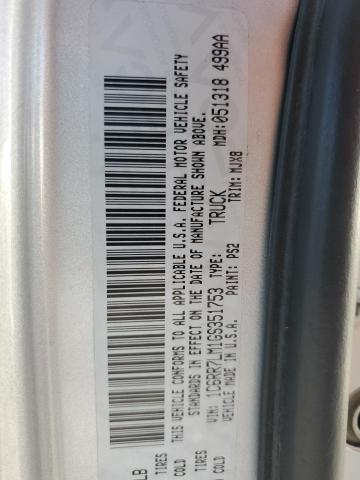 MDH: 051318 499AA
THIS VEHICLE CONFORMS TO ALL APPLICABLE U.S.A. FEDERAL MOTOR VEHICLE SAFETY
STANDARDS IN EFFECT ON THE DATE OF MANUFACTURE SHOWN ABOVE.
VIN: 1C6RR7LM1GS351753 TYPE: TRUCK
VEHICLE MADE IN U.S.A. PAINT: PS2 TRIM: MJX8
LB
TIRES
COLD
TIRES
COLD